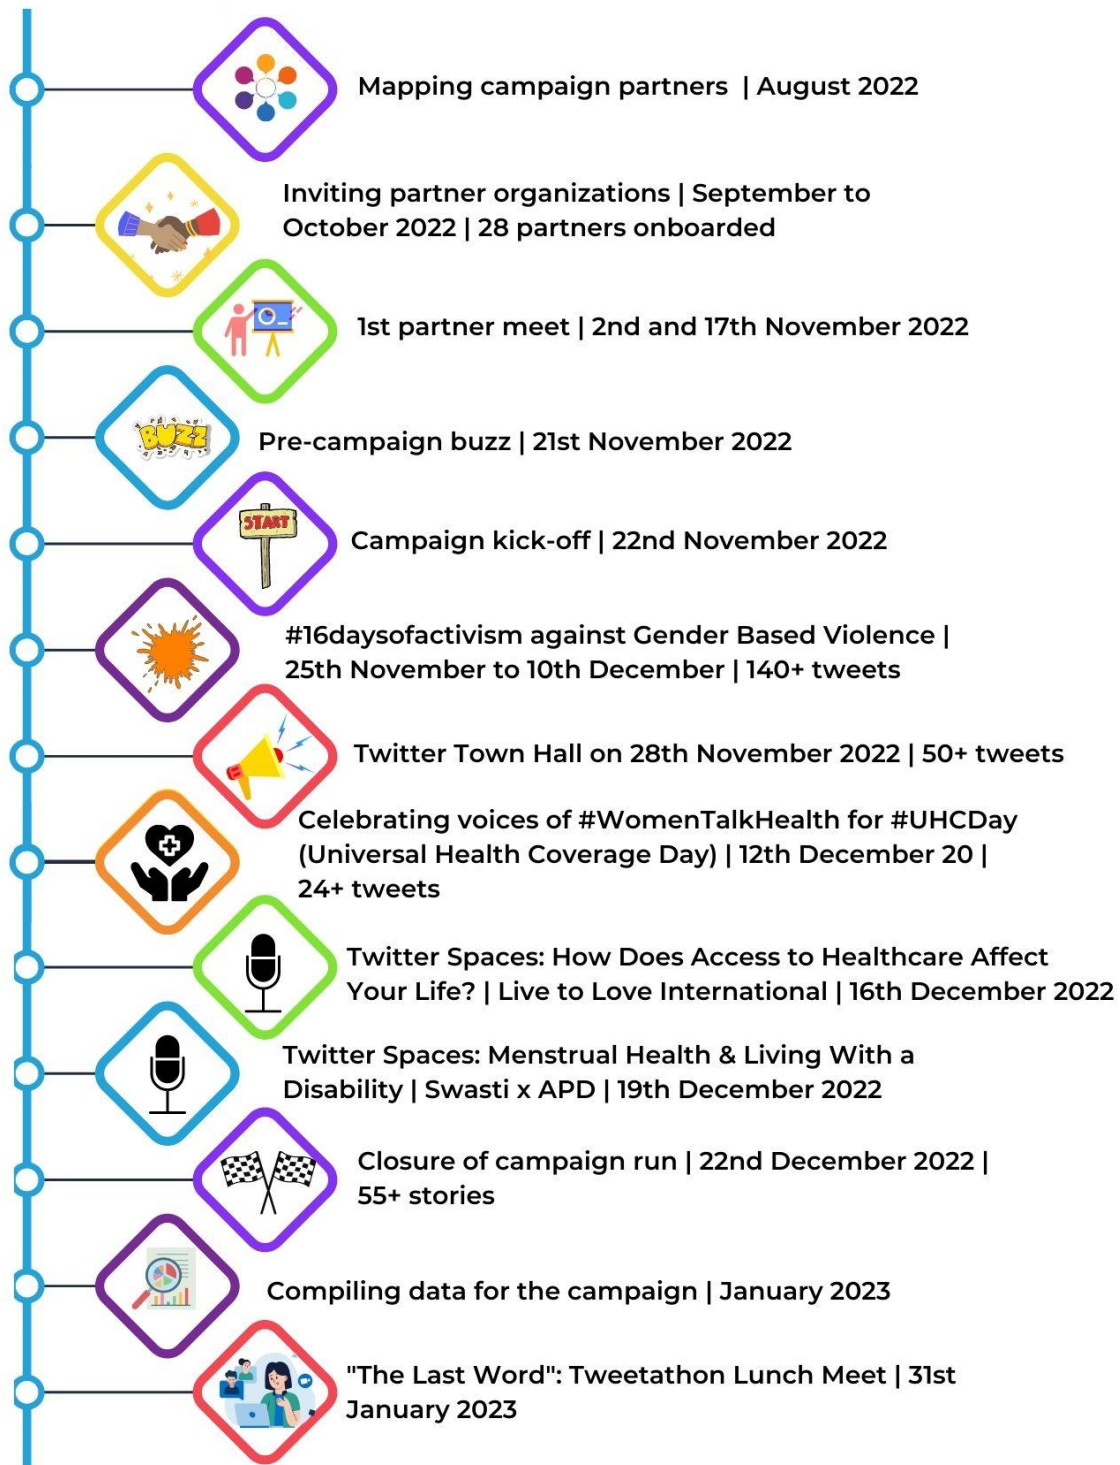 Mapping campaign partners | August 2022
Inviting partner organizations | September to
October 2022 | 28 partners onboarded
1st partner meet | 2nd and 17th November 2022
BUZZ
Pre-campaign buzz | 21st November 2022
START
Campaign kick-off | 22nd November 2022
#16daysofactivism against Gender Based Violence |
25th November to 10th December | 140+ tweets
Twitter Town Hall on 28th November 2022 | 50+ tweets
Celebrating voices of #WomenTalkHealth for #UHCDay
(Universal Health Coverage Day) | 12th December 20 |
24+ tweets
Twitter Spaces: How Does Access to Healthcare Affect
Your Life? | Live to Love International | 16th December 2022
Twitter Spaces: Menstrual Health & Living With a
Disability | Swasti x APD | 19th December 2022
Closure of campaign run | 22nd December 2022 |
55+ stories
Compiling data for the campaign | January 2023
"The Last Word": Tweetathon Lunch Meet | 31st
January 2023